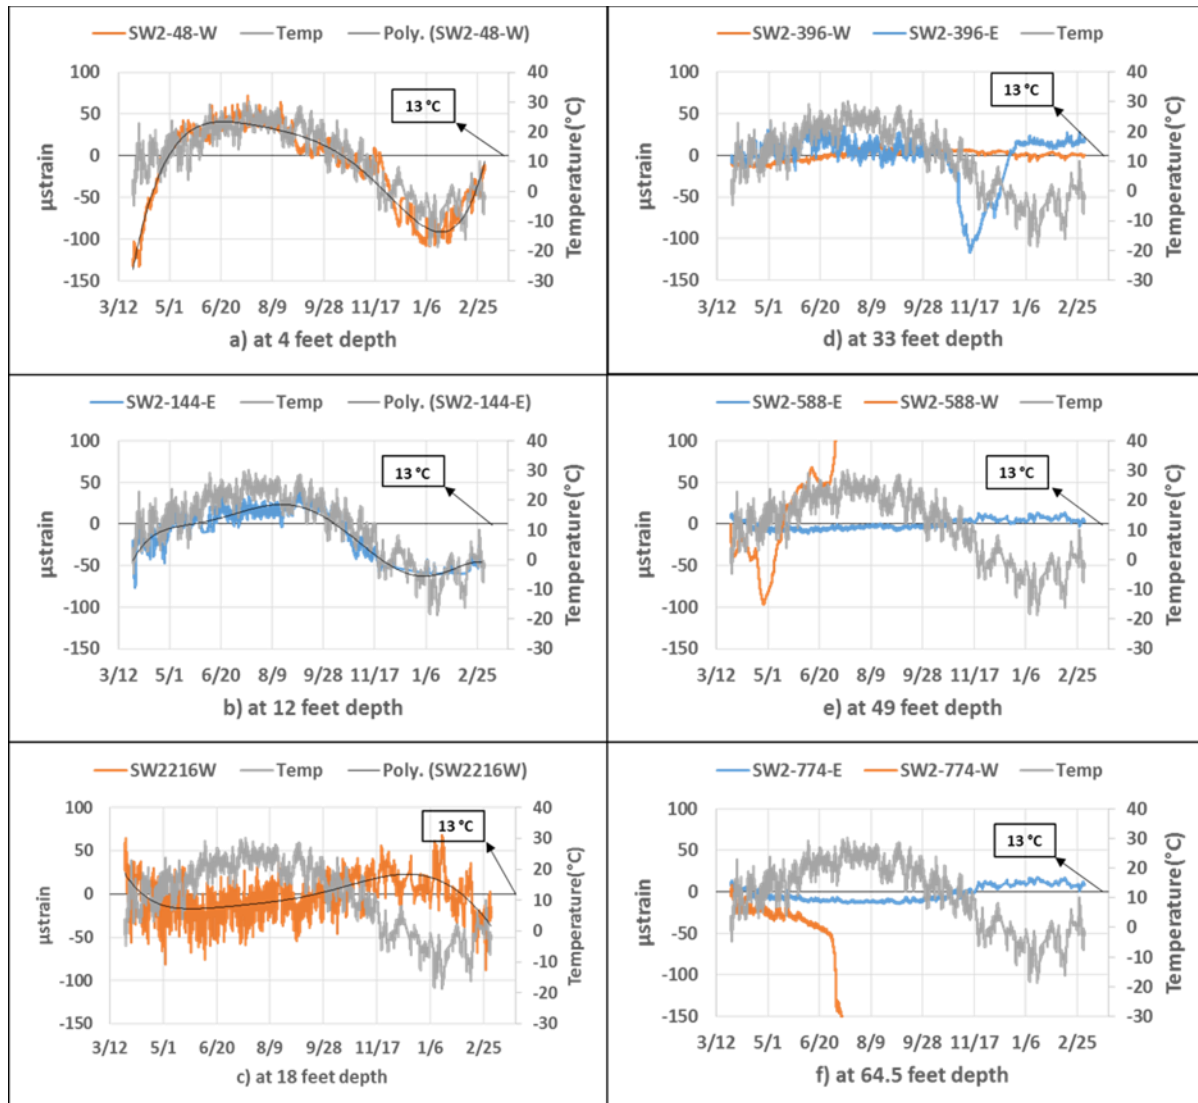 SW2-48-W Temp Poly. (SW2-48-W)
100 40
50 30
0 20
-50 10
-100 0
-150 -10
-20
-30
13 °C
µstrain
Temperature(°C)
3/12 5/1 6/20 8/9 9/28 11/17 1/6 2/25
a) at 4 feet depth
SW2-396-W SW2-396-E Temp
100 40
50 30
0 20
-50 10
-100 0
-150 -10
-20
-30
13 °C
µstrain
Temperature(°C)
3/12 5/1 6/20 8/9 9/28 11/17 1/6 2/25
d) at 33 feet depth
SW2-144-E Temp Poly. (SW2-144-E)
100 40
50 30
0 20
-50 10
-100 0
-150 -10
-20
-30
13 °C
µstrain
Temperature(°C)
3/12 5/1 6/20 8/9 9/28 11/17 1/6 2/25
b) at 12 feet depth
SW2-588-E SW2-588-W Temp
100 40
50 30
0 20
-50 10
-100 0
-150 -10
-20
-30
13 °C
µstrain
Temperature(°C)
3/12 5/1 6/20 8/9 9/28 11/17 1/6 2/25
e) at 49 feet depth
SW2216W Temp Poly. (SW2216W)
100 40
50 30
0 20
-50 10
-100 0
-150 -10
-20
-30
13 °C
µstrain
Temperature(°C)
3/12 5/1 6/20 8/9 9/28 11/17 1/6 2/25
c) at 18 feet depth
SW2-774-E SW2-774-W Temp
100 40
50 30
0 20
-50 10
-100 0
-150 -10
-20
-30
13 °C
µstrain
Temperature(°C)
3/12 5/1 6/20 8/9 9/28 11/17 1/6 2/25
f) at 64.5 feet depth